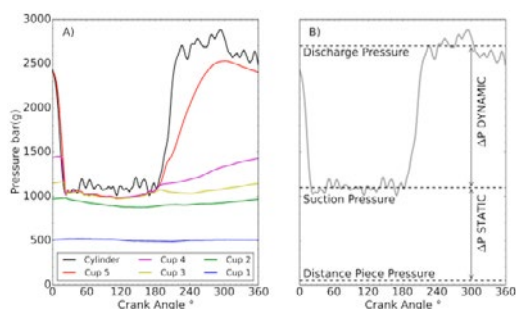 A)
B)
Pressure bar(g)
3000
2500
2000
1500
1000
500
0
Cylinder
Cup 5
Cup 4
Cup 3
Cup 2
Cup 1
0 60 120 180 240 300 360
Crank Angle °
Discharge Pressure
ΔP DYNAMIC
Suction Pressure
ΔP STATIC
Distance Piece Pressure
0 60 120 180 240 300 360
Crank Angle °